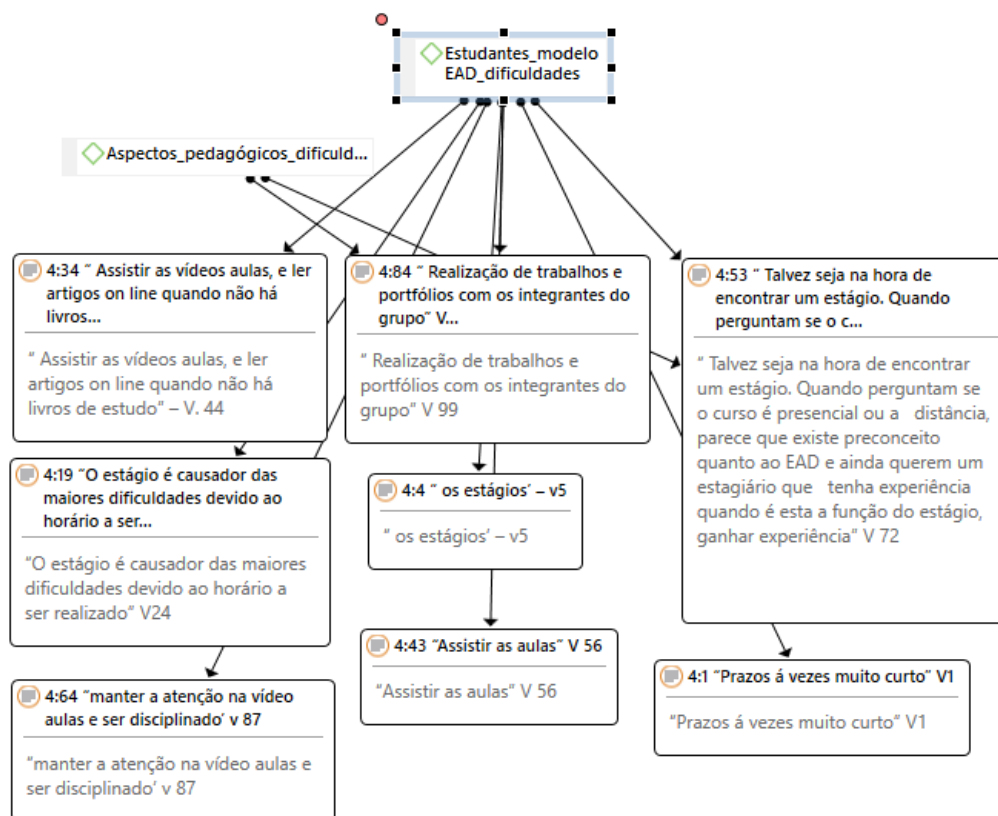 Estudantes_modelo
EAD_dificuldades
Aspectos_pedagógicos_dificuld...
4:34 “ Assistir as vídeos aulas, e ler
artigos on line quando não há
livros...
“ Assistir as vídeos aulas, e ler
artigos on line quando não há
livros de estudo” – V. 44
4:84 “ Realização de trabalhos e
portfólios com os integrantes do
grupo” V...
“ Realização de trabalhos e
portfólios com os integrantes do
grupo” V 99
4:53 “ Talvez seja na hora de
encontrar um estágio. Quando
perguntam se o c...
“ Talvez seja na hora de encontrar
um estágio. Quando perguntam se
o curso é presencial ou a distância,
parece que existe preconceito
quanto ao EAD e ainda querem um
estagiário que tenha experiência
quando é esta a função do estágio,
ganhar experiência” V 72
4:19 “O estágio é causador das
maiores dificuldades devido ao
horário a ser...
“O estágio é causador das maiores
dificuldades devido ao horário a
ser realizado” V24
4:4 “ os estágios’ – v5
“ os estágios’ – v5
4:43 “Assistir as aulas” V 56
“Assistir as aulas” V 56
4:64 “manter a atenção na vídeo
aulas e ser disciplinado’ v 87
“manter a atenção na vídeo aulas e
ser disciplinado’ v 87
4:1 “Prazos á vezes muito curto” V1
“Prazos á vezes muito curto” V1